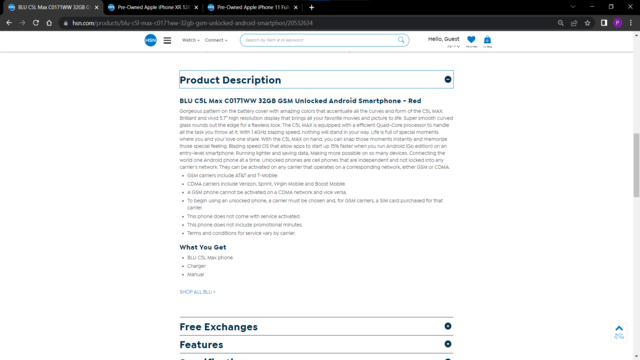 BLU C5L Max C0171WW 32GB G
Pre-Owned Apple iPhone XR 12
Pre-Owned Apple iPhone 11 Full
hsn.com/products/blu-c5l-max-c0171ww-32gb-gsm-unlocked-android-smartphon/20532634
HSN
Watch
Connect
Search by item # or keyword
Hello, Guest
Product Description
BLU C5L Max C0171WW 32GB GSM Unlocked Android Smartphone - Red
Gorgeous pattern on the battery cover with amazing colors that accentuate all the curves and form of the C5L MAX.
Brilliant and vivid 5.7" high resolution display that brings all your favorite movies and picture to life. Super smooth curved
glass rounds out the edge for a flawless look. The C5L MAX is equipped with a efficient Quad-Core processor to handle
all the task you throw at it. With 1.4GHz blazing speed, nothing will stand in your way. Life is full of special moments
where you and your love one share. With the C5L MAX on hand, you can snap those moments instantly and memorize
those special feeling. Blazing speed OS that allow apps to start up 15% faster when you run Android (Go edition) on an
entry-level smartphone. Running lighter and saving data. Making more possible on so many devices. Connecting the
world one Android phone at a time. Unlocked phones are cell phones that are independent and not locked into any
carrier's network. They can be activated on any carrier that operates on a corresponding network, either GSM or CDMA.
GSM carriers include AT&T and T-Mobile.
CDMA carriers include Verizon, Sprint, Virgin Mobile and Boost Mobile.
A GSM phone cannot be activated on a CDMA network and vice versa.
To begin using an unlocked phone, a carrier must be chosen and, for GSM carriers, a SIM card purchased for that
carrier.
This phone does not come with service activated.
This phone does not include promotional minutes.
Terms and conditions for service vary by carrier.
What You Get
BLU C5L Max phone
Charger
Manual
SHOP ALL BLU >
BACK
TO TOP
Free Exchanges
Features